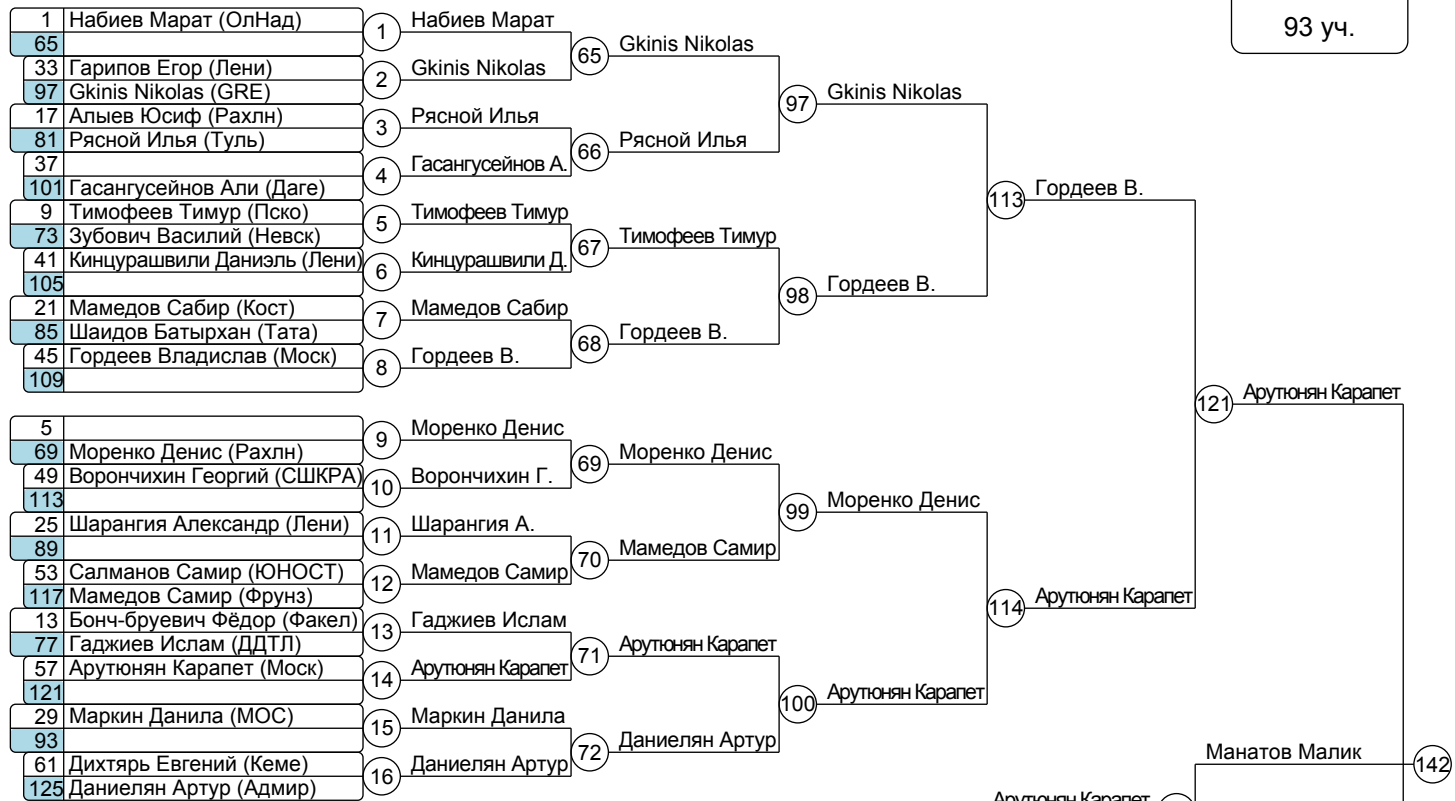 93 уч.
1 Набиев Марат (ОлНад)
65
33 Гарипов Егор (Лени)
97 Gkinis Nikolas (GRE)
17 Алыев Юсиф (Рахлн)
81 Рясной Илья (Туль)
37
101 Гасангусейнов Али (Даге)
9 Тимофеев Тимур (Пско)
73 Зубович Василий (Невск)
41 Кинцурашвили Даниэль (Лени)
105
21 Мамедов Сабир (Кост)
85 Шаидов Батырхан (Тата)
45 Гордеев Владислав (Моск)
109
5
69 Моренко Денис (Рахлн)
49 Ворончихин Георгий (СШКРА)
113
25 Шарангия Александр (Лени)
89
53 Салманов Самир (ЮНОСТ)
117 Мамедов Самир (Фрунз)
13 Бонч-бруевич Фёдор (Факел)
77 Гаджиев Ислам (ДДТЛ)
57 Арутюнян Карапет (Моск)
121
29 Маркин Данила (МОС)
93
61 Дихтярь Евгений (Кеме)
125 Даниелян Артур (Адмир)
1 Набиев Марат
2 Gkinis Nikolas
3 Рясной Илья
4 Гасангусейнов А.
5 Тимофеев Тимур
6 Кинцурашвили Д.
7 Мамедов Сабир
8 Гордеев В.
9 Моренко Денис
10 Ворончихин Г.
11 Шарангия А.
12 Мамедов Самир
13 Гаджиев Ислам
14 Арутюнян Карапет
15 Маркин Данила
16 Даниелян Артур
65 Gkinis Nikolas
66 Рясной Илья
67 Тимофеев Тимур
68 Гордеев В.
69 Моренко Денис
70 Мамедов Самир
71 Арутюнян Карапет
72 Даниелян Артур
97 Gkinis Nikolas
98 Гордеев В.
99 Моренко Денис
100 Арутюнян Карапет
113 Гордеев В.
114 Арутюнян Карапет
121 Арутюнян Карапет
Манатов Малик
142
Арутюнян Карапет